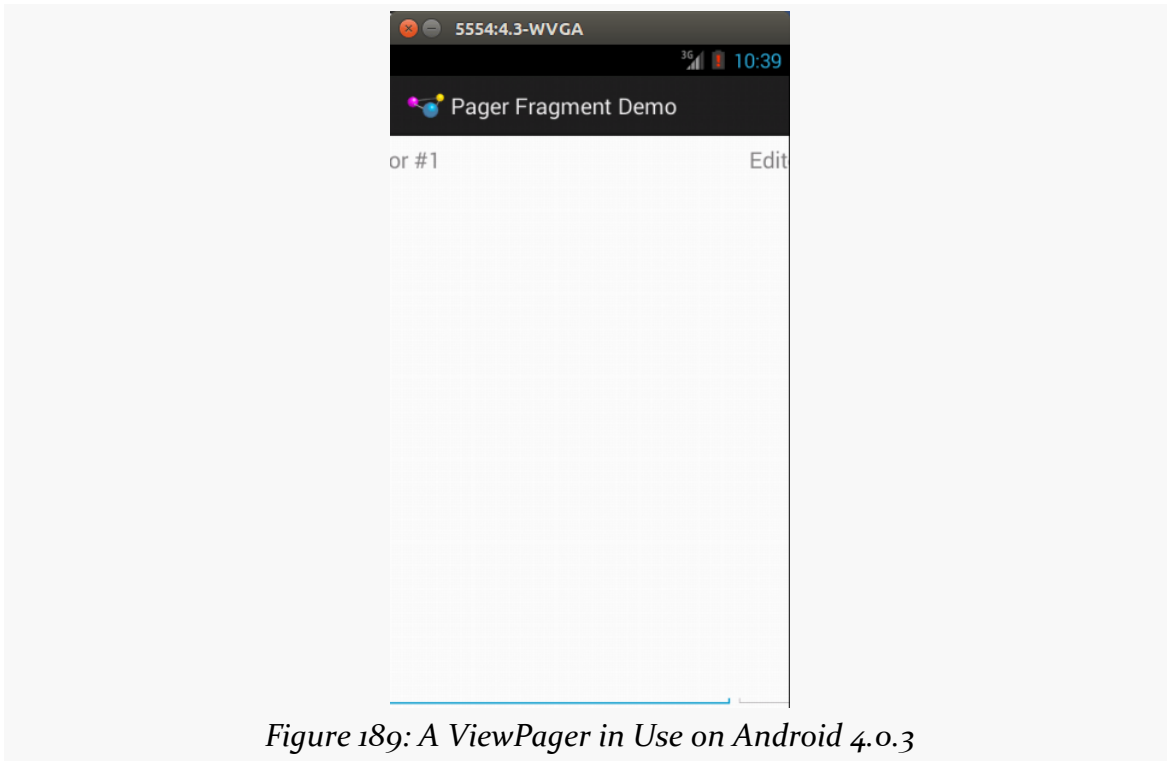 5554:4.3-WVGA
3G 10:39
Pager Fragment Demo
or #1 Edit
Figure 189: A ViewPager in Use on Android 4.0.3